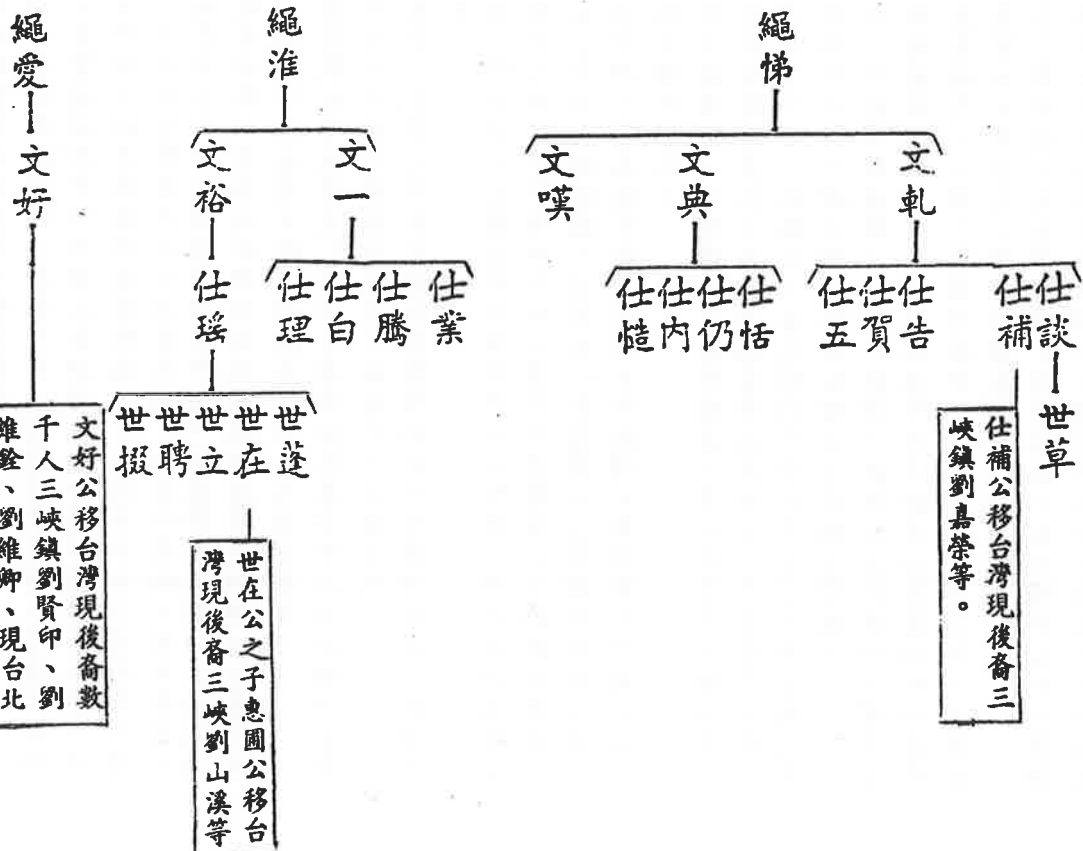 繩悌
文軋
文典
文嘆
仕談
仕補
仕告
仕賀
仕五
仕恬
仕仍
仕內
仕慥
世草
仕補公移台灣現後裔三
峽鎮劉嘉榮等。
繩淮
文一
文裕
仕業
仕騰
仕白
仕理
仕瑤
世蓬
世在
世立
世聘
世掇
世在公之子惠圃公移台
灣現後裔三峽劉山溪等
繩愛
文好
文好公移台灣現後裔數
千人三峽鎮劉賢印、劉
維銓、劉維卿、現台北